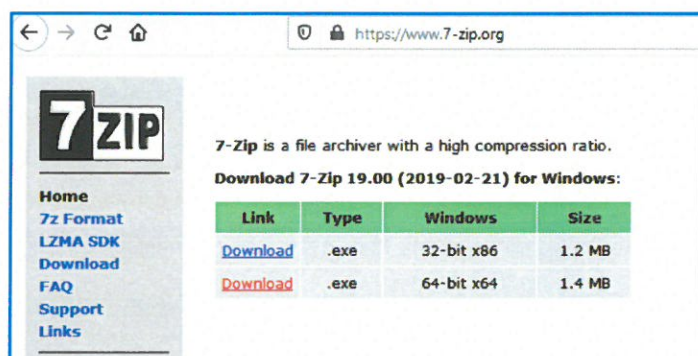 https://www.7-zip.org
7ZIP
7-Zip is a file archiver with a high compression ratio.
Download 7-Zip 19.00 (2019-02-21) for Windows:
Link Type Windows Size
Download .exe 32-bit x86 1.2 MB
Download .exe 64-bit x64 1.4 MB
Home
7z Format
LZMA SDK
Download
FAQ
Support
Links